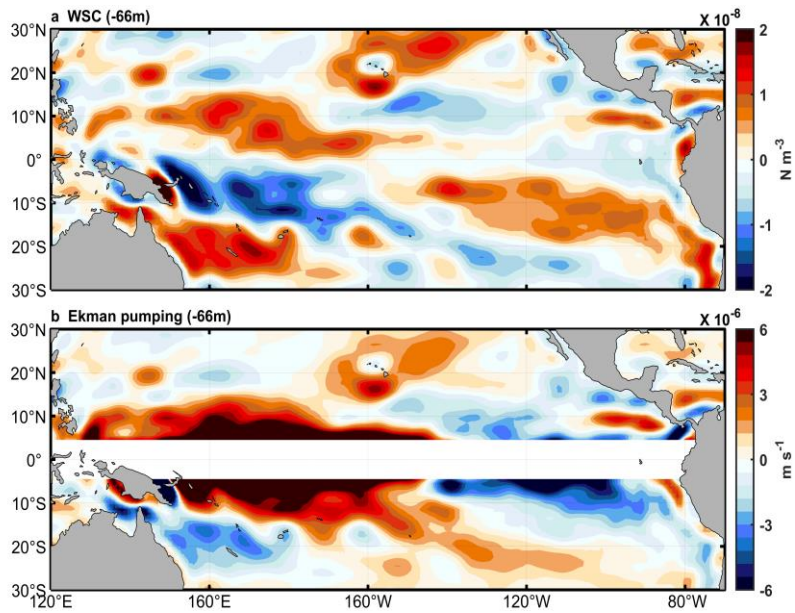 a WSC (-66m)
X 10-8
30°N
20°N
10°N
0°
10°S
20°S
30°S
2
1
0
-1
-2
N m-3
b Ekman pumping (-66m)
X 10-6
30°N
20°N
10°N
0°
10°S
20°S
30°S
120°E
160°E
160°W
120°W
80°W
6
3
0
-3
-6
m s-1